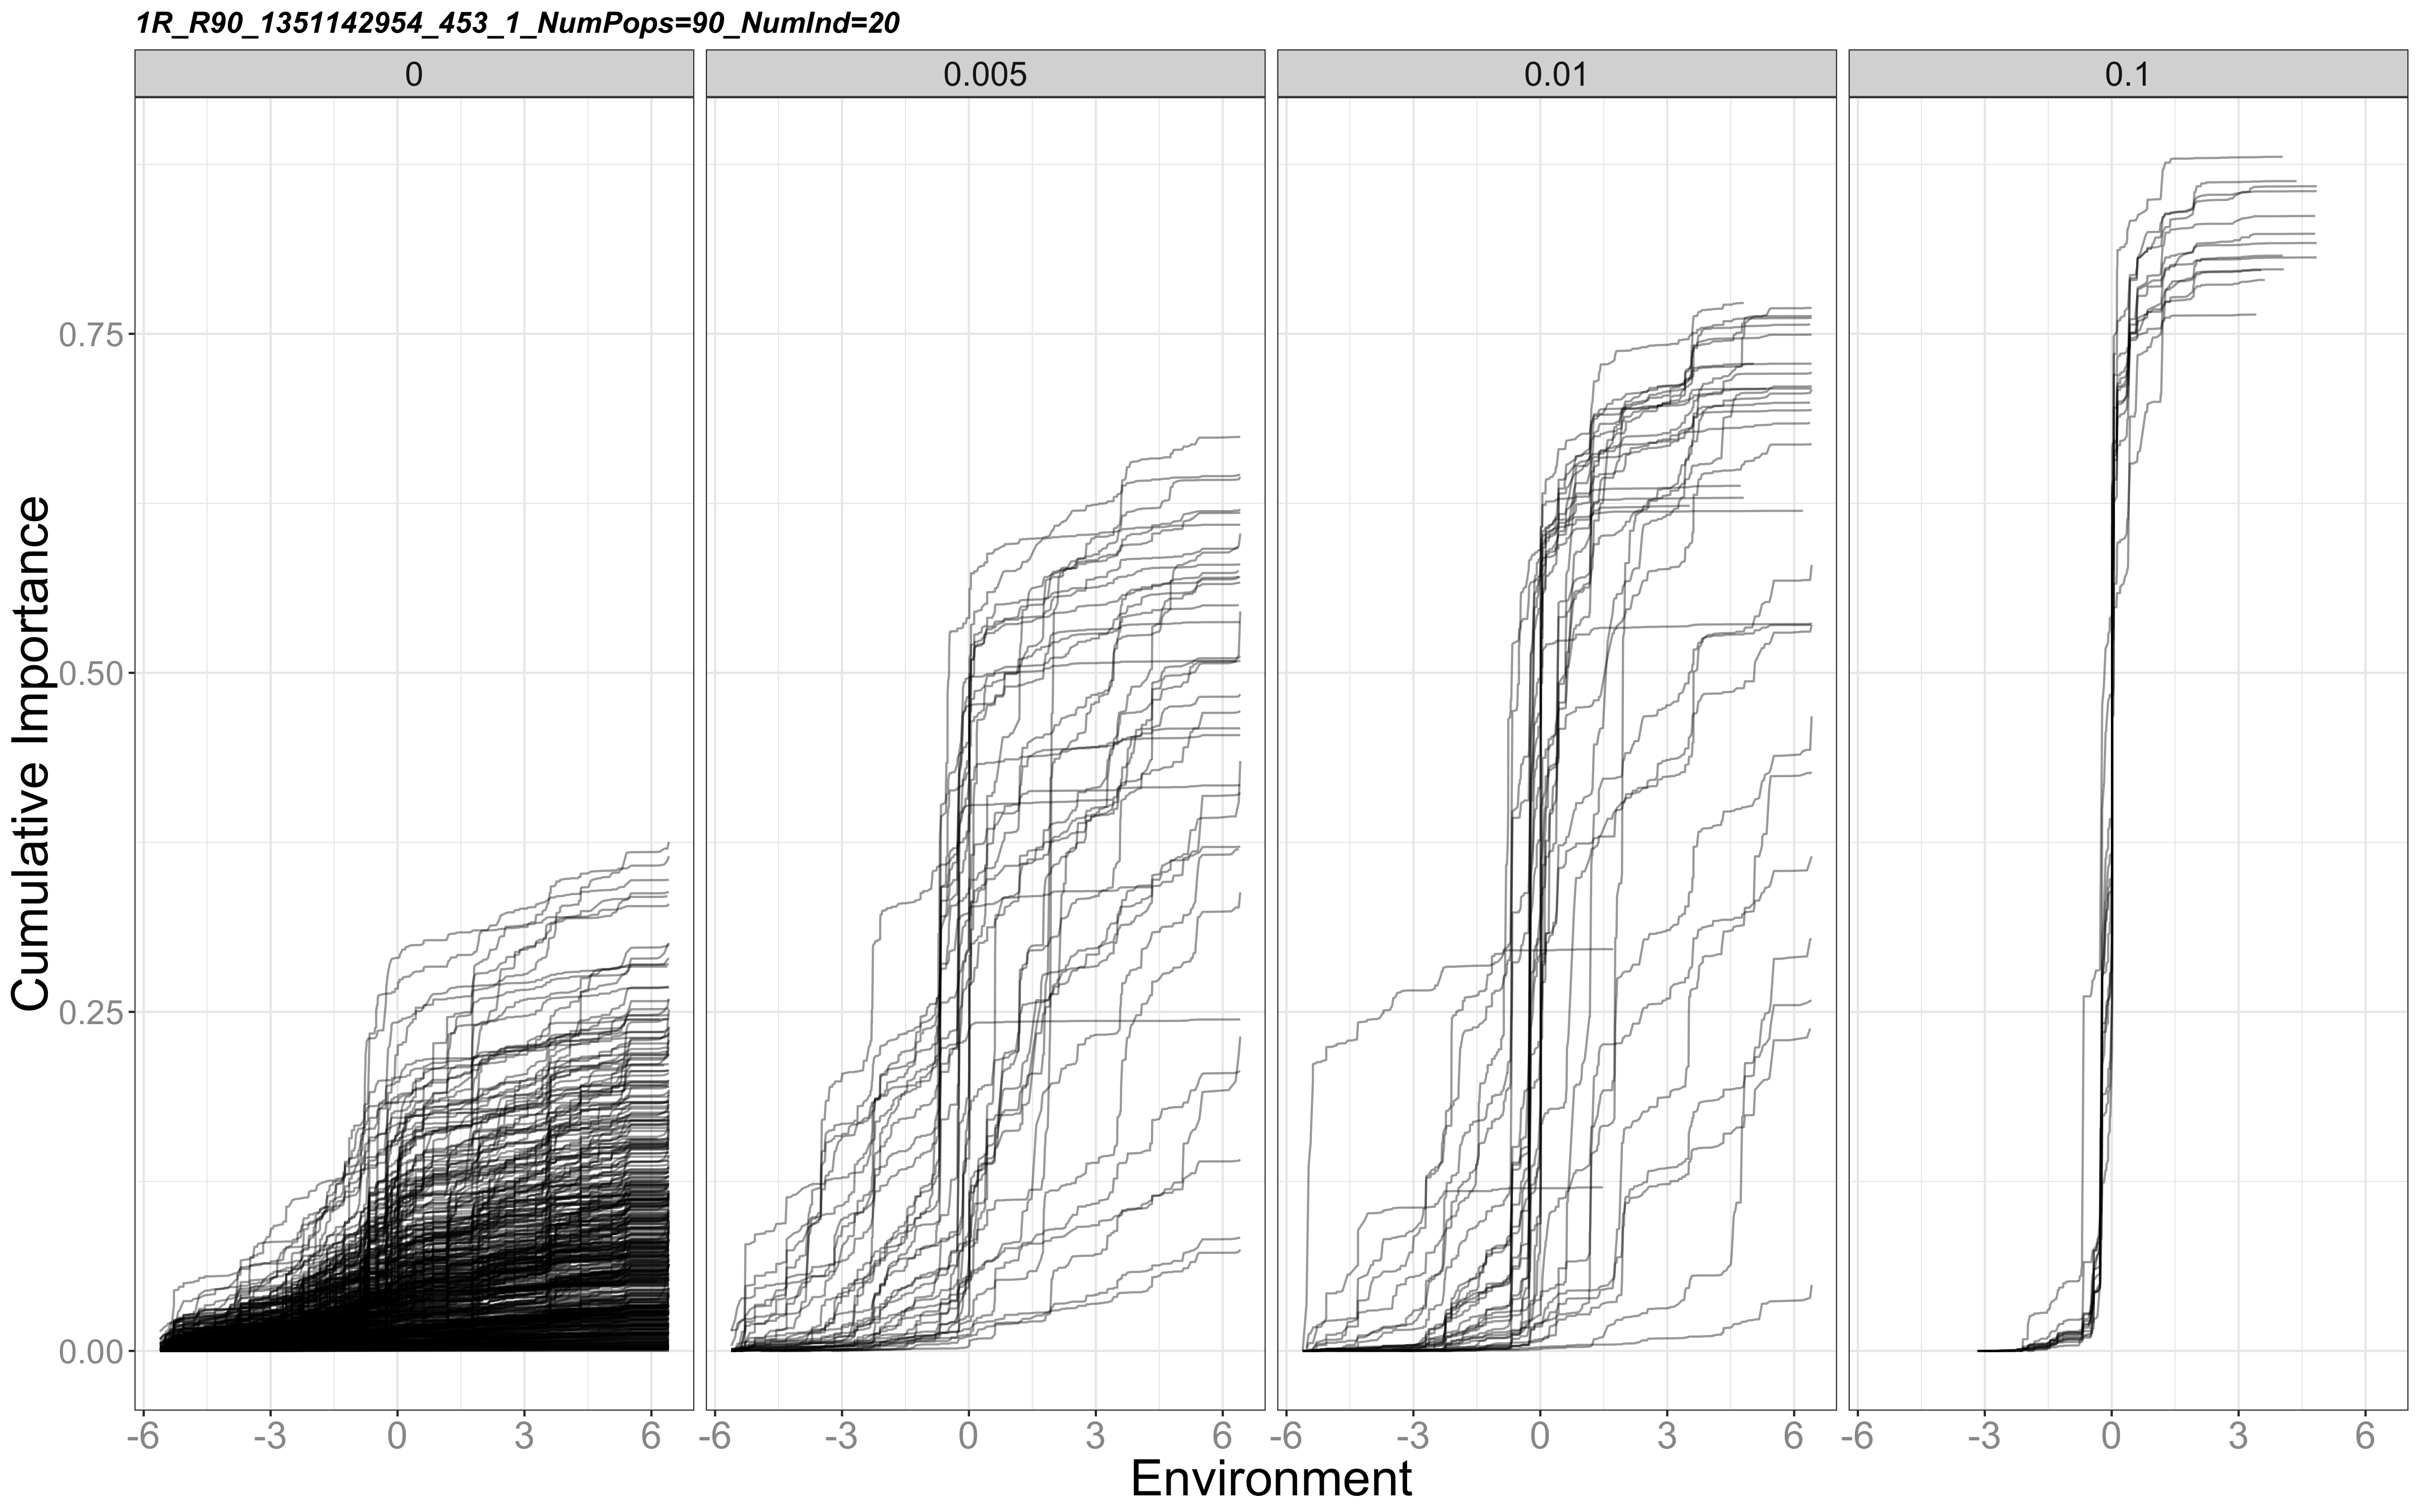 1R_R90_1351142954_453_1_NumPops=90_NumInd=20
0 0.005 0.01 0.1
Cumulative Importance
0.75
0.50
0.25
0.00
-6 -3 0 3 6 -6 -3 0 3 6 -6 -3 0 3 6 -6 -3 0 3 6
Environment